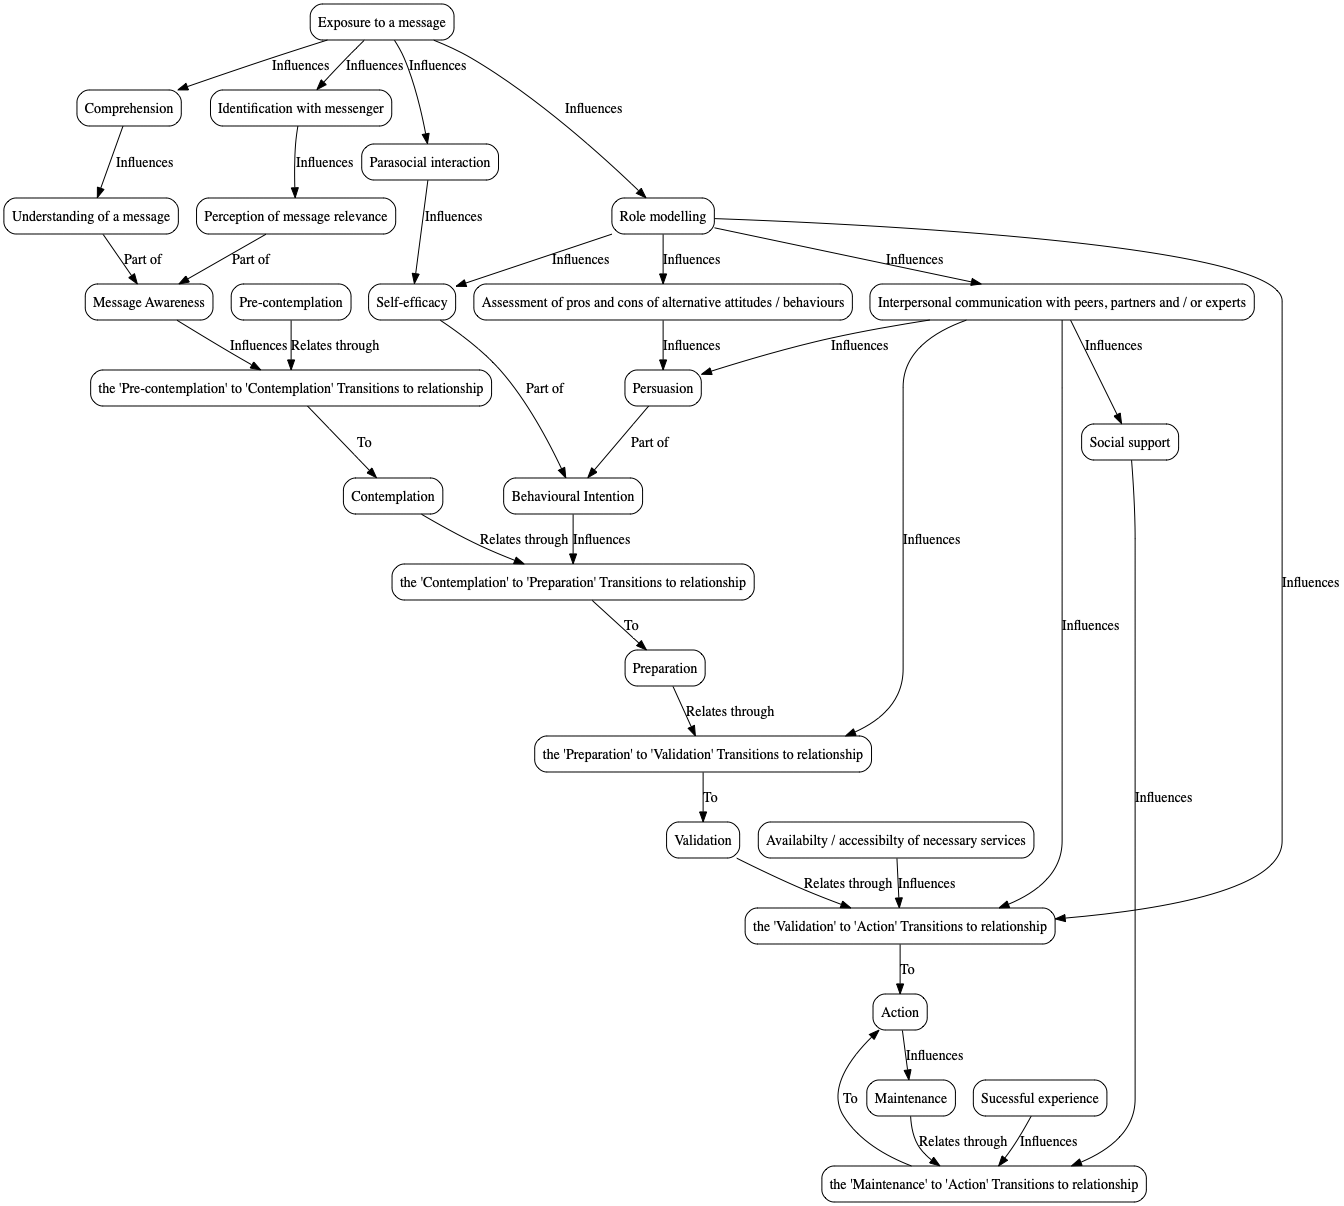 Exposure to a message
Influences
Influences
Influences
Comprehension
Identification with messenger
Influences
Influences
Influences
Parasocial interaction
Understanding of a message
Perception of message relevance
Influences
Role modelling
Part of
Part of
Influences
Influences
Influences
Message Awareness
Pre-contemplation
Self-efficacy
Assessment of pros and cons of alternative attitudes / behaviours
Interpersonal communication with peers, partners and / or experts
Influences
Relates through
Influences
Influences
Influences
the 'Pre-contemplation' to 'Contemplation' Transitions to relationship
Part of
Persuasion
To
Part of
Social support
Contemplation
Behavioural Intention
Relates through
Influences
Influences
the 'Contemplation' to 'Preparation' Transitions to relationship
Influences
To
Influences
Preparation
Relates through
the 'Preparation' to 'Validation' Transitions to relationship
To
Influences
Validation
Availabilty / accessibilty of necessary services
Relates through
Influences
the 'Validation' to 'Action' Transitions to relationship
To
Action
Influences
To
Maintenance
Sucessful experience
Relates through
Influences
the 'Maintenance' to 'Action' Transitions to relationship